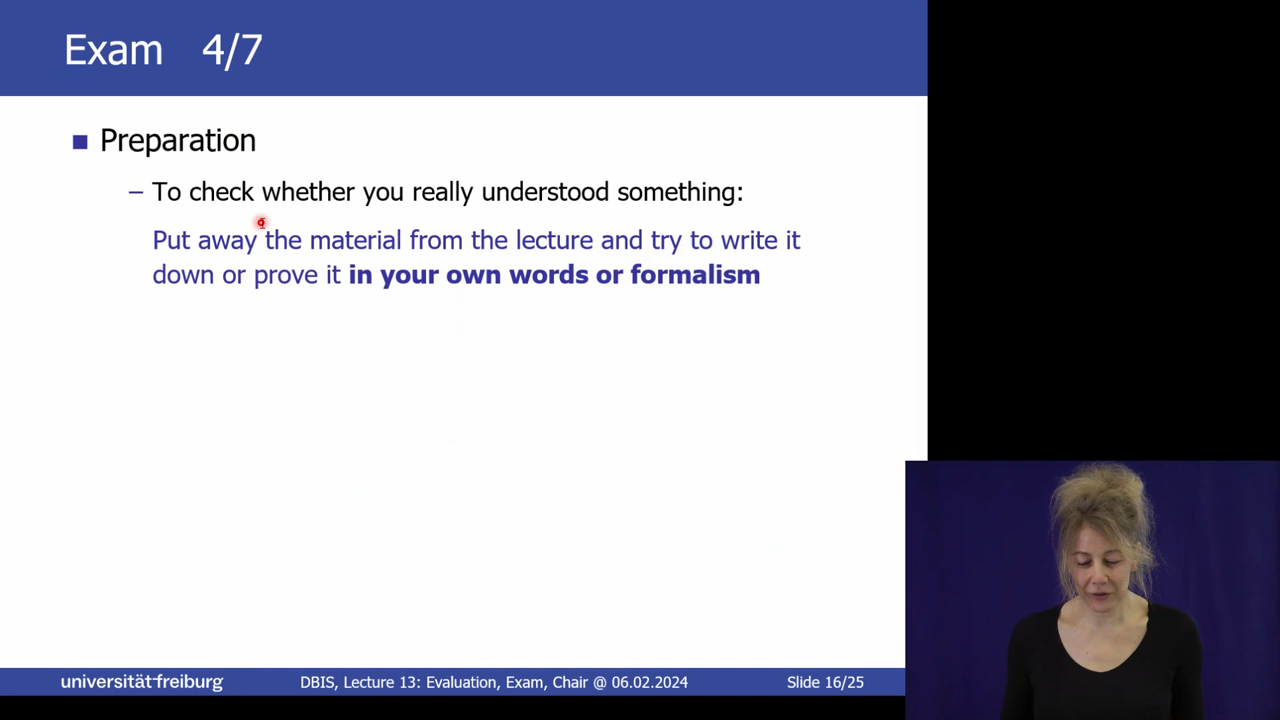 Exam 4/7
Preparation
– To check whether you really understood something:
Put away the material from the lecture and try to write it
down or prove it in your own words or formalism
universität freiburg
DBIS, Lecture 13: Evaluation, Exam, Chair @ 06.02.2024
Slide 16/25